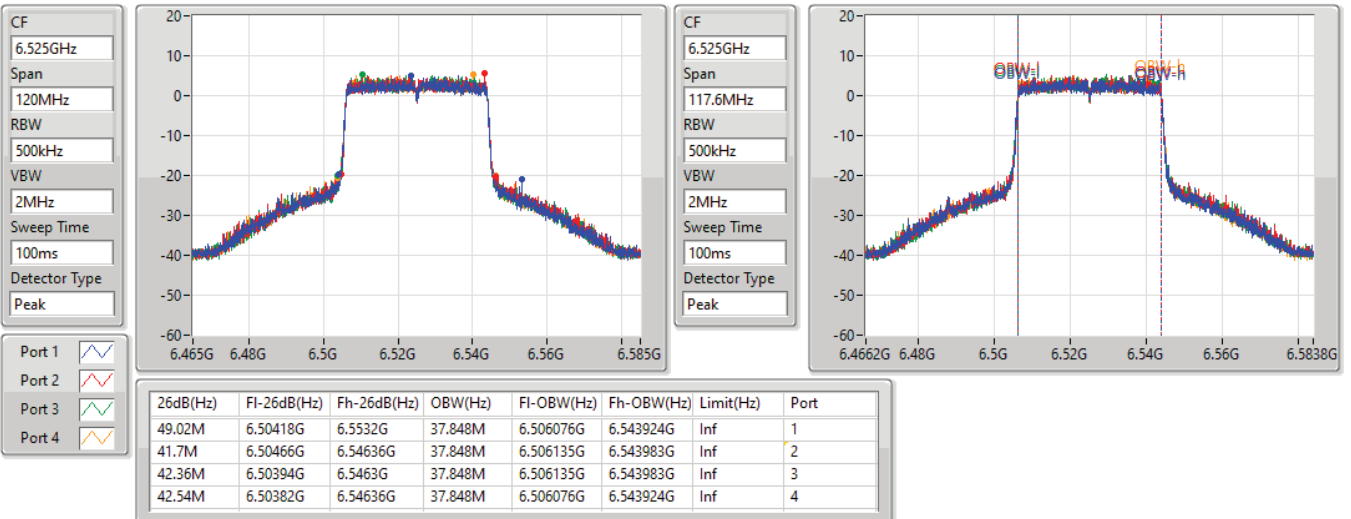 CF
6.525GHz
Span
120MHz
RBW
500kHz
VBW
2MHz
Sweep Time
100ms
Detector Type
Peak
20
10
0
-10
-20
-30
-40
-50
-60
6.465G 6.48G 6.5G 6.52G 6.54G 6.56G 6.585G
CF
6.525GHz
Span
117.6MHz
RBW
500kHz
VBW
2MHz
Sweep Time
100ms
Detector Type
Peak
20
10
0
-10
-20
-30
-40
-50
-60
OBW-l OBW-h
6.4662G 6.48G 6.5G 6.52G 6.54G 6.56G 6.5838G
Port 1
Port 2
Port 3
Port 4
26dB(Hz) Fl-26dB(Hz) Fh-26dB(Hz) OBW(Hz) Fl-OBW(Hz) Fh-OBW(Hz) Limit(Hz) Port
49.02M 6.50418G 6.5532G 37.848M 6.506076G 6.543924G Inf 1
41.7M 6.50466G 6.54636G 37.848M 6.506135G 6.543983G Inf 2
42.36M 6.50394G 6.5463G 37.848M 6.506135G 6.543983G Inf 3
42.54M 6.50382G 6.54636G 37.848M 6.506076G 6.543924G Inf 4